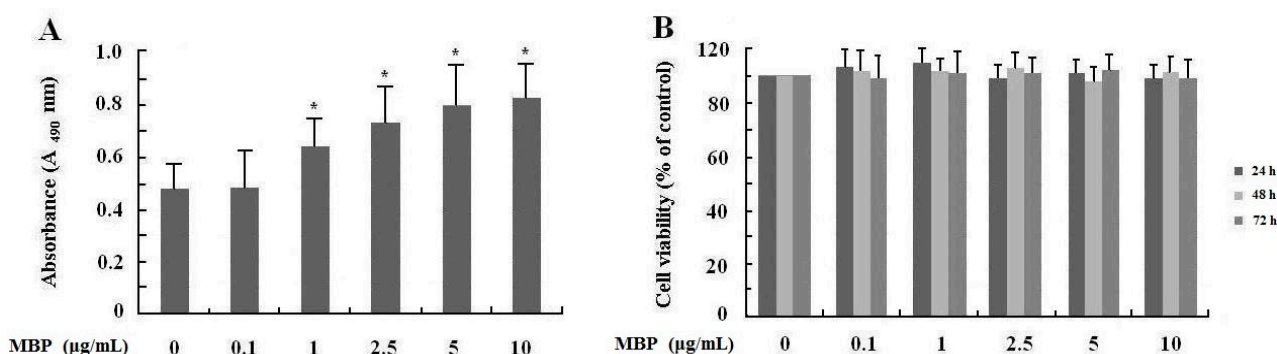 A
1.0
0.8
0.6
0.4
0.2
0
Absorbance (A 490 nm)
* * * *
MBP (μg/mL) 0 0.1 1 2.5 5 10
B
120
80
60
40
20
0
Cell viability (% of control)
24 h
48 h
72 h
MBP (μg/mL) 0 0.1 1 2.5 5 10